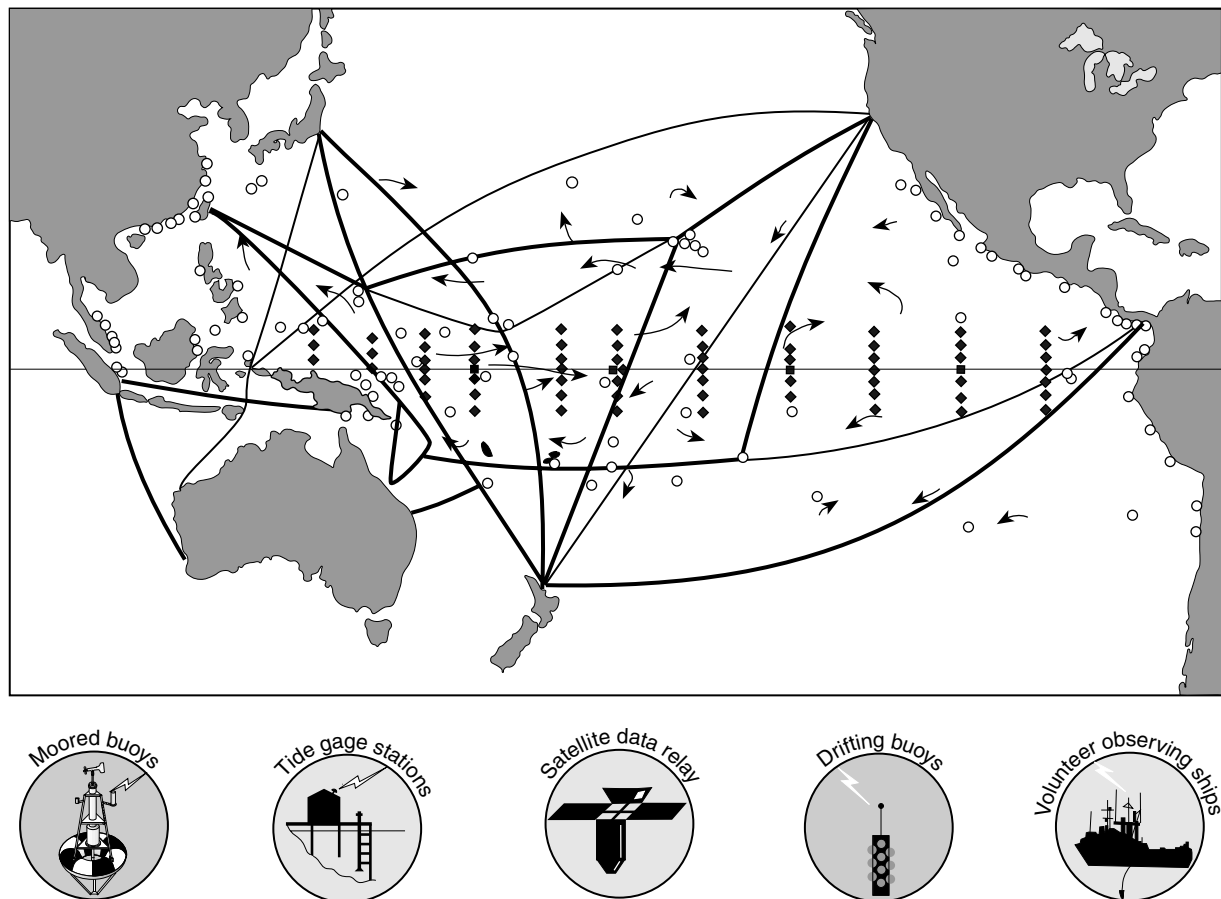 Moored buoys
Tide gage stations
Satellite data relay
Drifting buoys
Volunteer observing ships